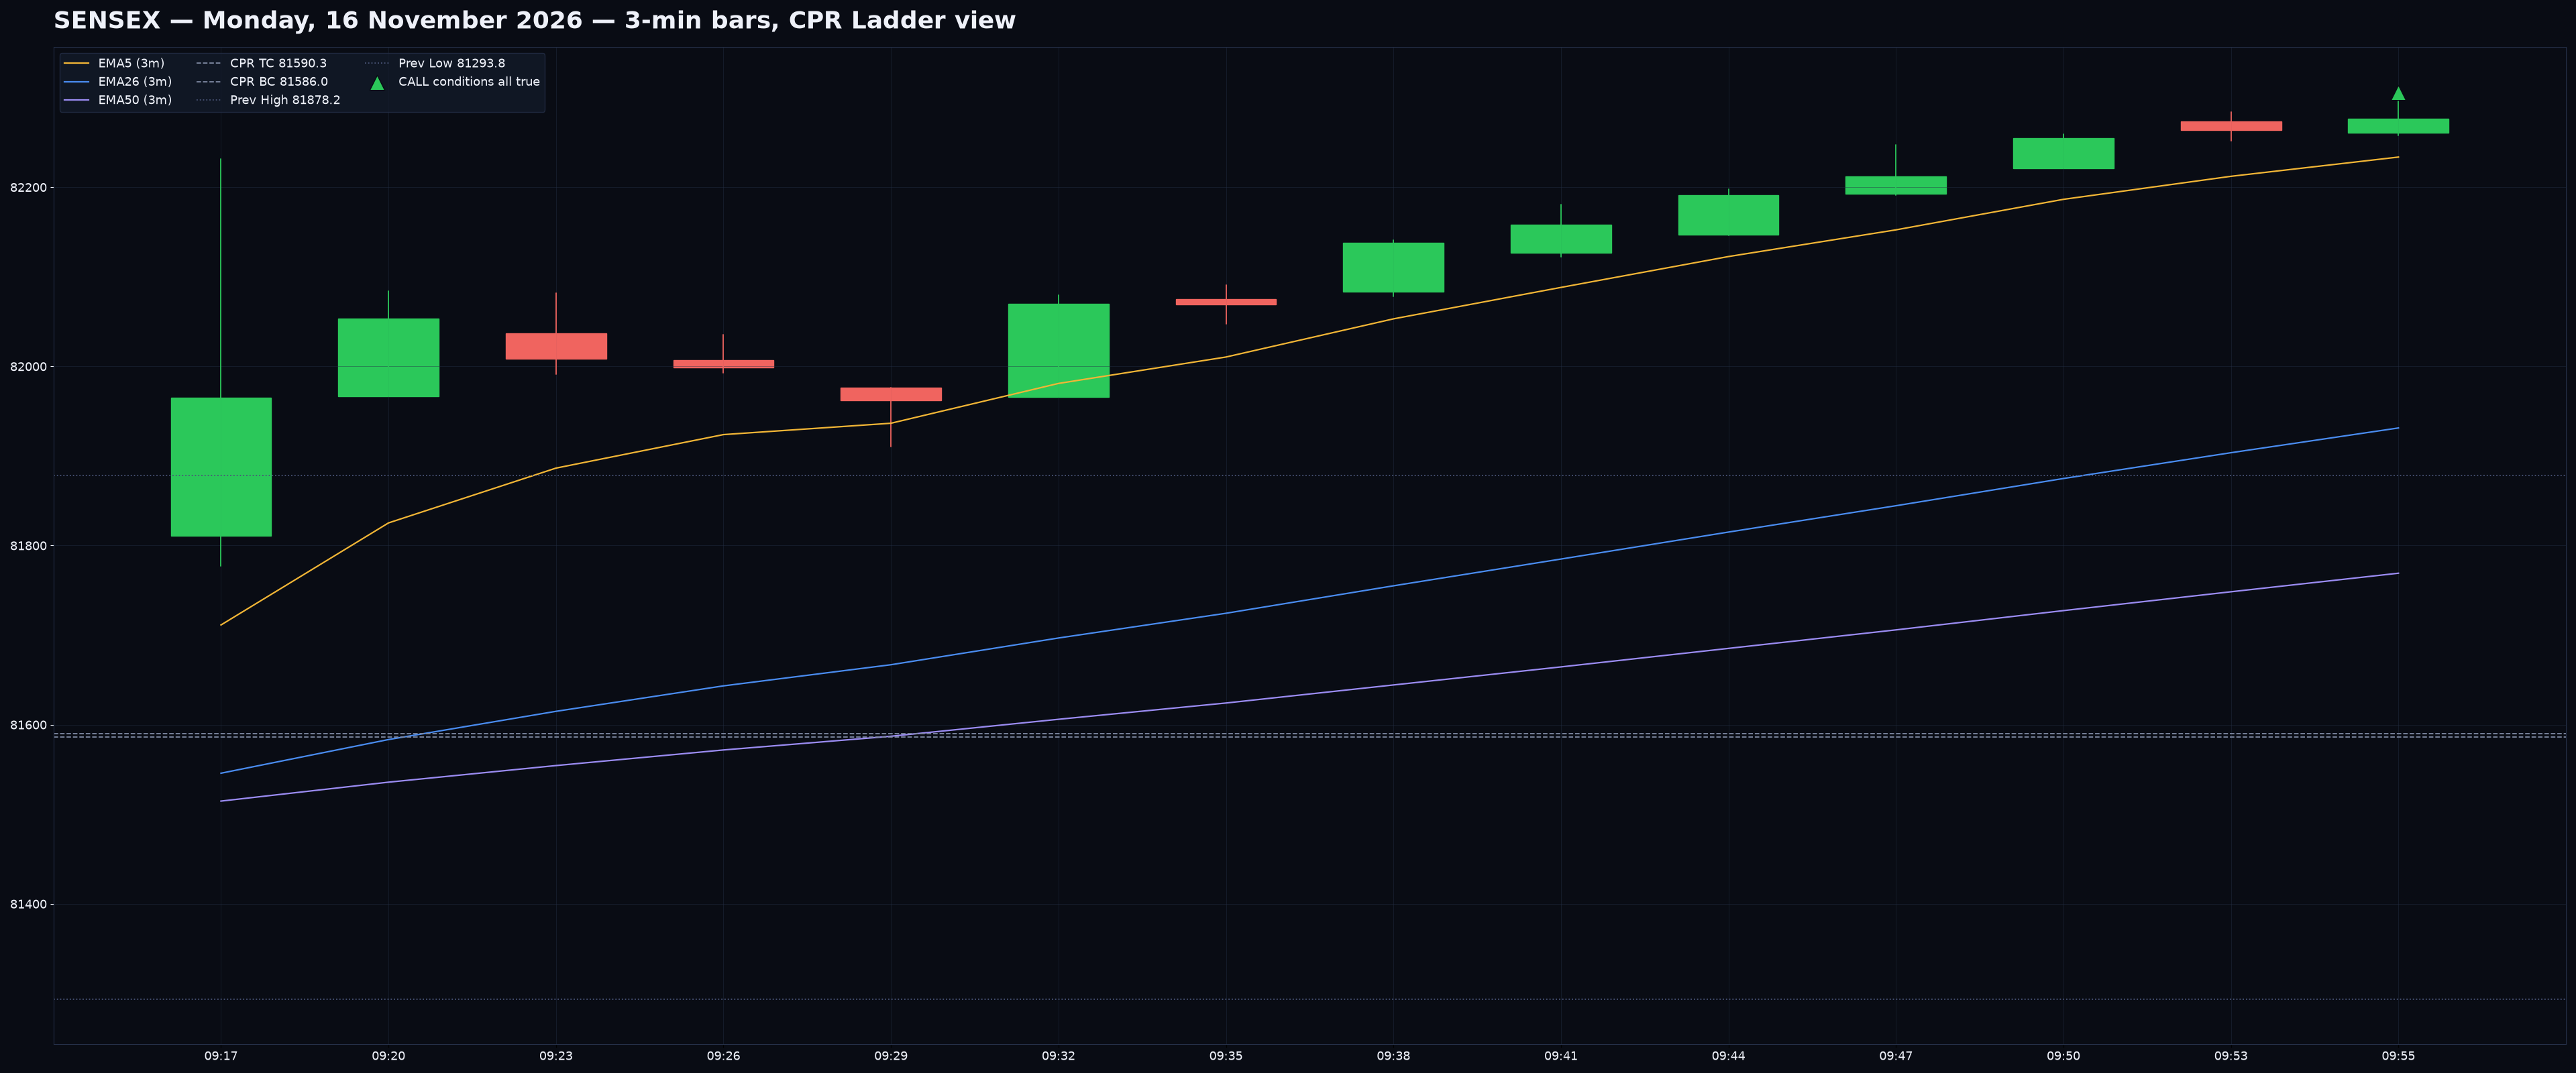 SENSEX — Monday, 16 November 2026 — 3-min bars, CPR Ladder view
EMA5 (3m)
EMA26 (3m)
EMA50 (3m)
CPR TC 81590.3
CPR BC 81586.0
Prev High 81878.2
Prev Low 81293.8
CALL conditions all true
82200
82000
81800
81600
81400
09:17 09:20 09:23 09:26 09:29 09:32 09:35 09:38 09:41 09:44 09:47 09:50 09:53 09:55